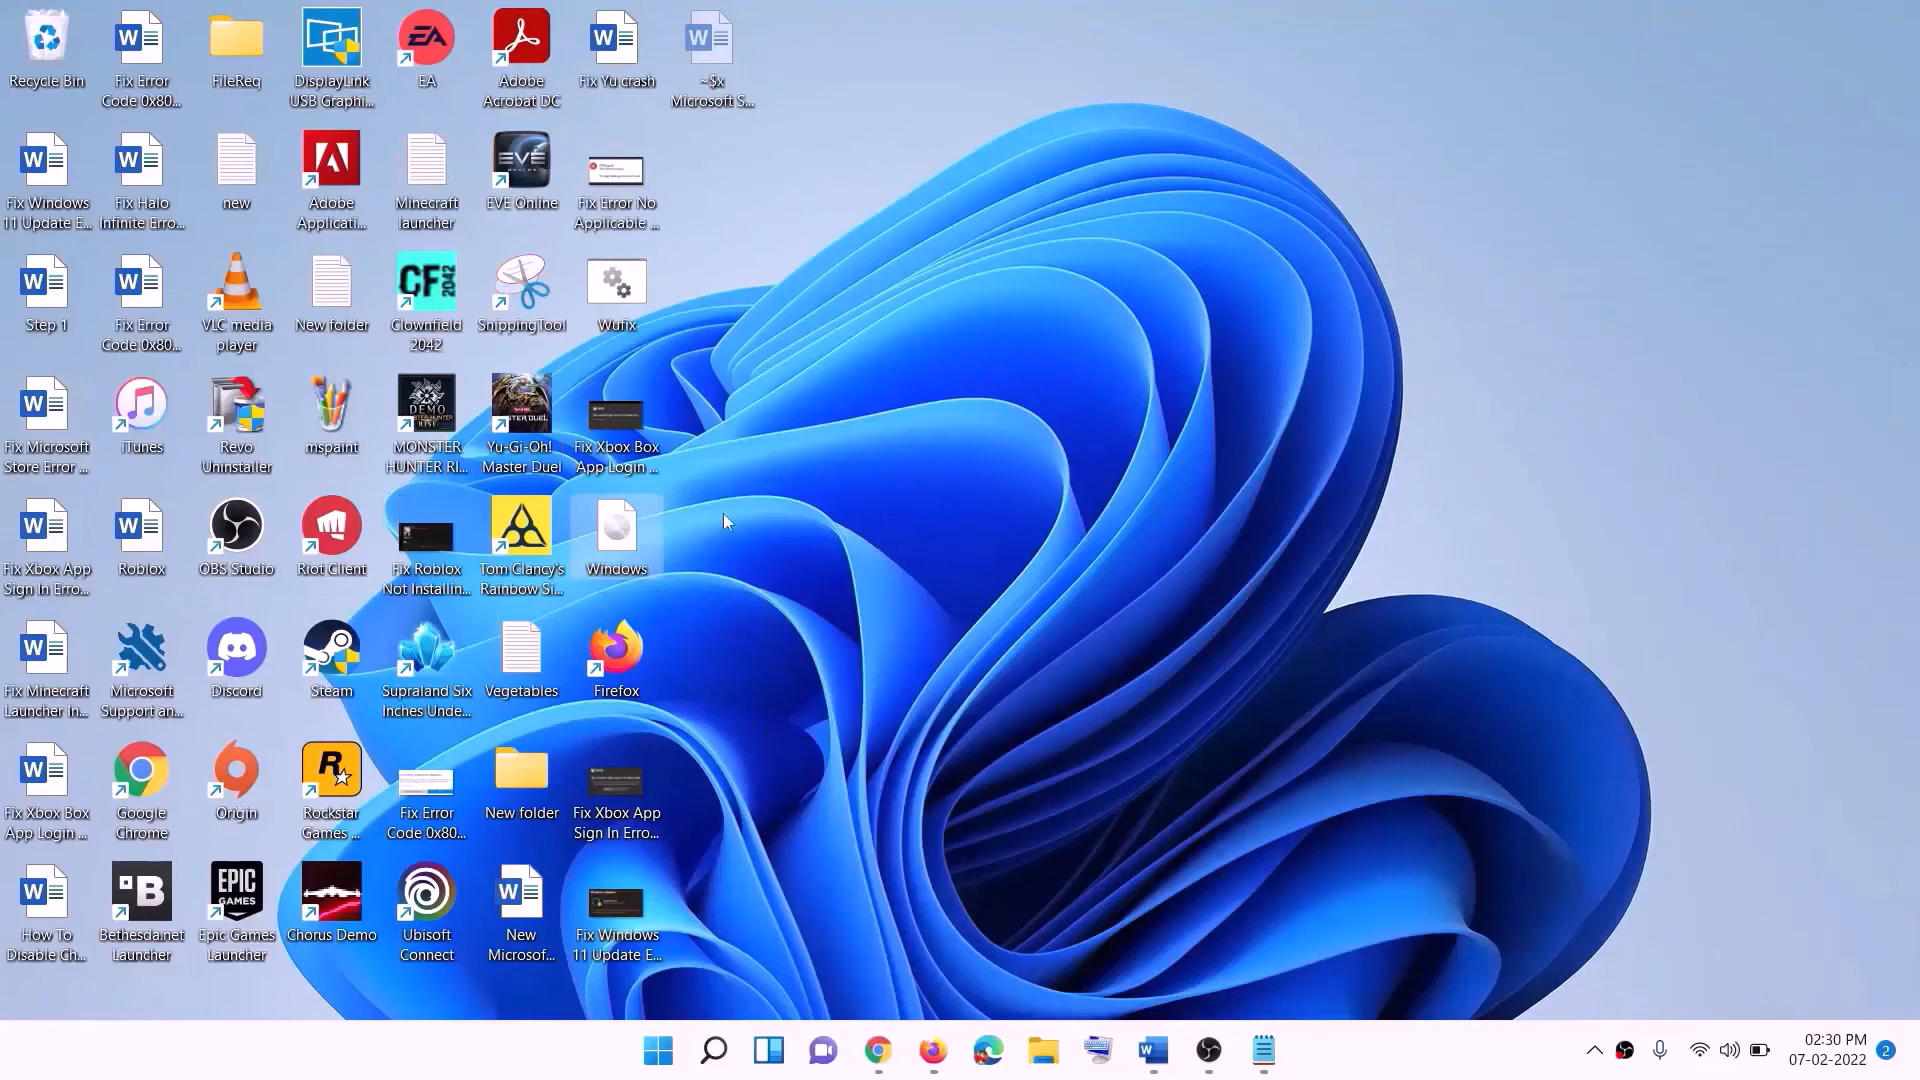 Recycle Bin
Fix Error
Code 0x80...
FileReq
DisplayLink
USB Graphi...
EA
Adobe
Acrobat DC
Fix Yu crash
~$x
Microsoft S...
Fix Windows
11 Update E...
Fix Halo
Infinite Erro...
new
Adobe
Applicati...
Minecraft
launcher
EVE Online
Fix Error No
Applicable ...
Step 1
Fix Error
Code 0x80...
VLC media
player
New folder
CF 2042
Clownfield
2042
SnippingTool
Wufix
Fix Microsoft
Store Error ...
iTunes
Revo
Uninstaller
mspaint
DEMO
MONSTER
HUNTER RI...
Yu-Gi-Oh!
Master Duel
Fix Xbox Box
App Login ...
Fix Xbox App
Sign In Erro...
Roblox
OBS Studio
Riot Client
Fix Roblox
Not Installin...
Tom Clancy's
Rainbow Si...
Windows
Fix Minecraft
Launcher In...
Microsoft
Support an...
Discord
Steam
Supraland Six
Inches Unde...
Vegetables
Firefox
Fix Xbox Box
App Login ...
Google
Chrome
Origin
Rockstar
Games ...
Fix Error
Code 0x80...
New folder
Fix Xbox App
Sign In Erro...
How To
Disable Ch...
Bethesda.net
Launcher
EPIC
GAMES
Epic Games
Launcher
Chorus Demo
Ubisoft
Connect
New
Microsof...
Fix Windows
11 Update E...
02:30 PM
07-02-2022
2